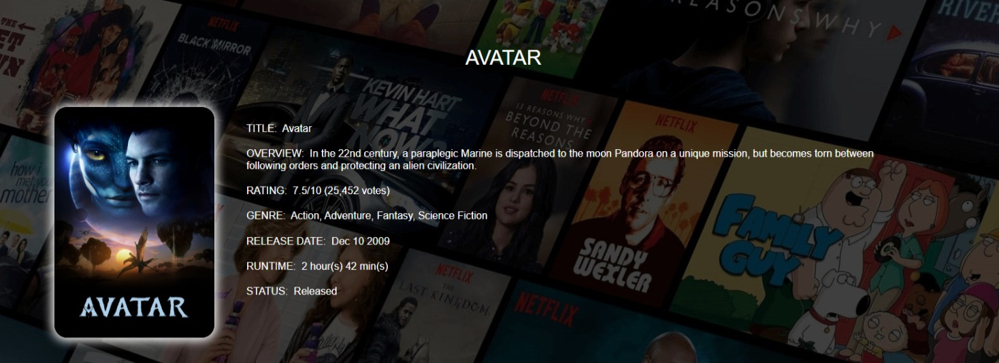 THE
NETFLIX
BLACK MIRROR
REASONS WHY
AVATAR
KEVIN HART
WHAT
NOW?
NETFLIX
13 REASONS WHY
BEYOND THE
REASONS
NETFLIX
TITLE: Avatar
OVERVIEW: In the 22nd century, a paraplegic Marine is dispatched to the moon Pandora on a unique mission, but becomes torn between
following orders and protecting an alien civilization.
RATING: 7.5/10 (25,452 votes)
GENRE: Action, Adventure, Fantasy, Science Fiction
RELEASE DATE: Dec 10 2009
RUNTIME: 2 hour(s) 42 min(s)
STATUS: Released
how i
met your
mother
AVATAR
SANDY
WEXLER
FAMILY
GUY
NETFLIX
THE
LAST KINGDOM.
NETFLIX